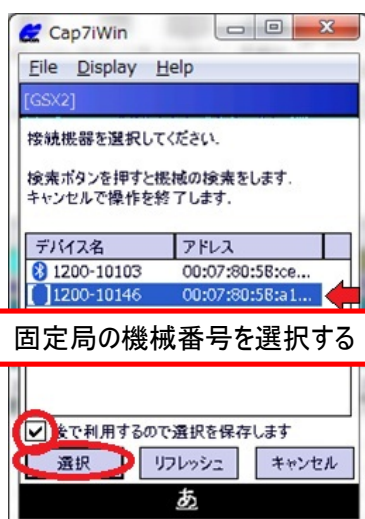 Cap7iWin
File Display Help
[GSX2]
接続機器を選択してください.
検索ボタンを押すと機械の検索をします.
キャンセルで操作を終了します.
デバイス名 アドレス
1200-10103 00:07:80:5B:ce...
1200-10146 00:07:80:5B:a1...
固定局の機械番号を選択する
後で利用するので選択を保存します
選択 リフレッシュ キャンセル
あ